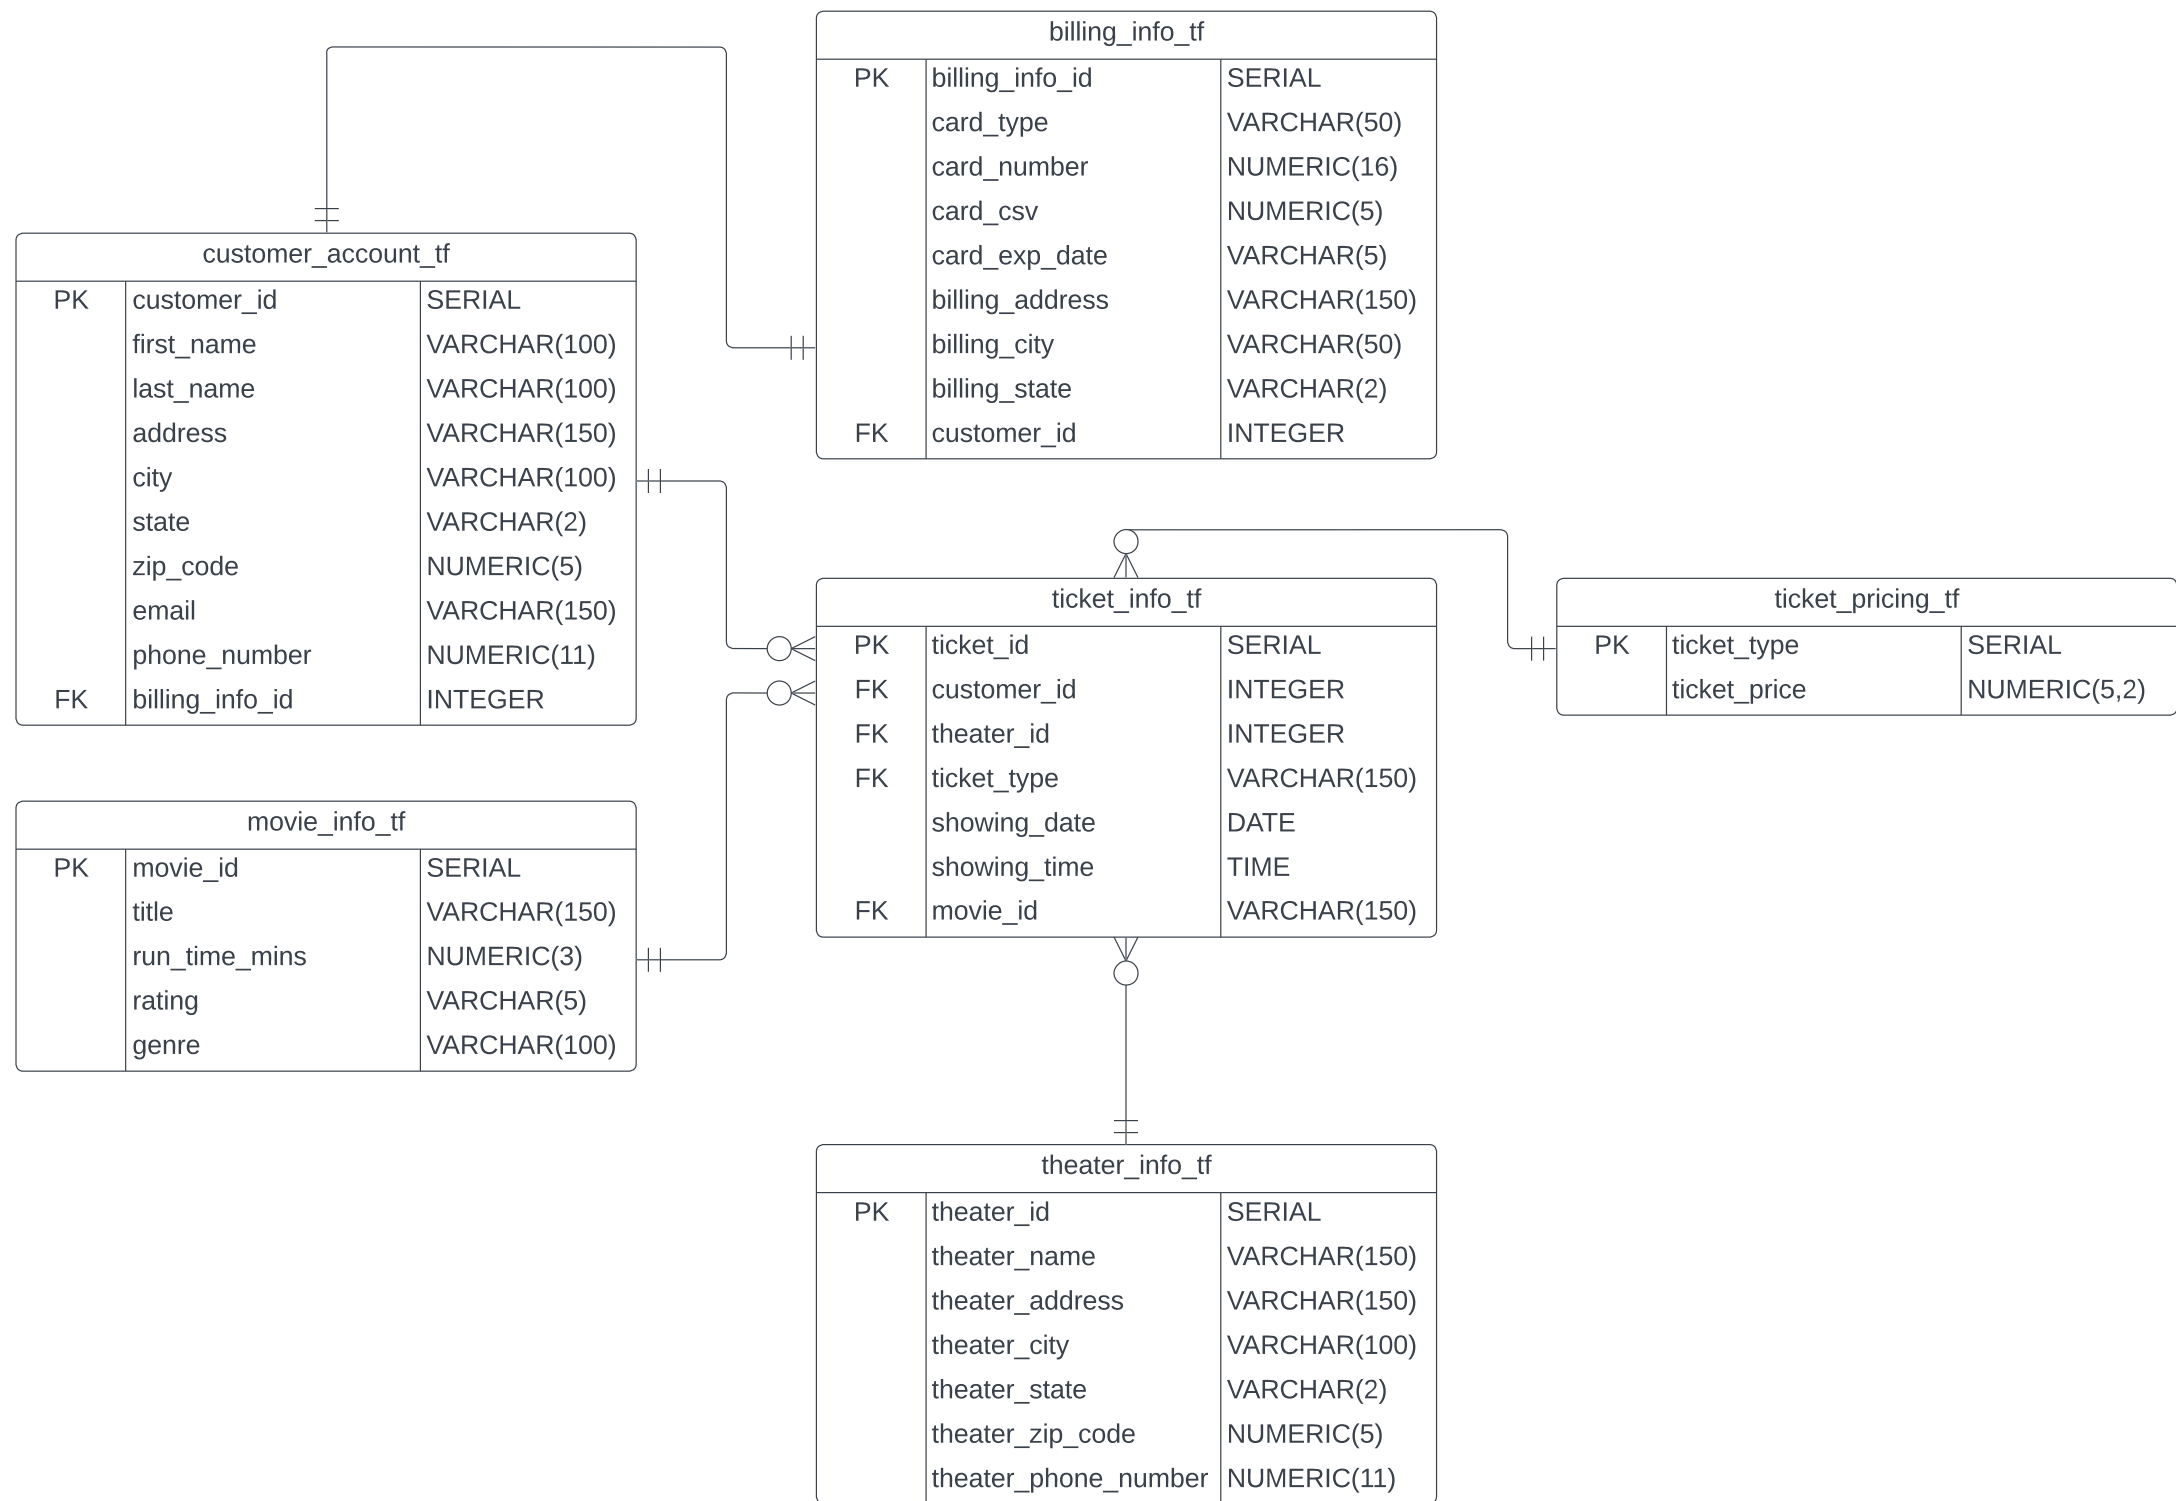 billing_info_tf
PK billing_info_id SERIAL
card_type VARCHAR(50)
card_number NUMERIC(16)
card_csv NUMERIC(5)
card_exp_date VARCHAR(5)
billing_address VARCHAR(150)
billing_city VARCHAR(50)
billing_state VARCHAR(2)
FK customer_id INTEGER
customer_account_tf
PK customer_id SERIAL
first_name VARCHAR(100)
last_name VARCHAR(100)
address VARCHAR(150)
city VARCHAR(100)
state VARCHAR(2)
zip_code NUMERIC(5)
email VARCHAR(150)
phone_number NUMERIC(11)
FK billing_info_id INTEGER
ticket_info_tf
PK ticket_id SERIAL
FK customer_id INTEGER
FK theater_id INTEGER
FK ticket_type VARCHAR(150)
showing_date DATE
showing_time TIME
FK movie_id VARCHAR(150)
ticket_pricing_tf
PK ticket_type SERIAL
ticket_price NUMERIC(5,2)
movie_info_tf
PK movie_id SERIAL
title VARCHAR(150)
run_time_mins NUMERIC(3)
rating VARCHAR(5)
genre VARCHAR(100)
theater_info_tf
PK theater_id SERIAL
theater_name VARCHAR(150)
theater_address VARCHAR(150)
theater_city VARCHAR(100)
theater_state VARCHAR(2)
theater_zip_code NUMERIC(5)
theater_phone_number NUMERIC(11)